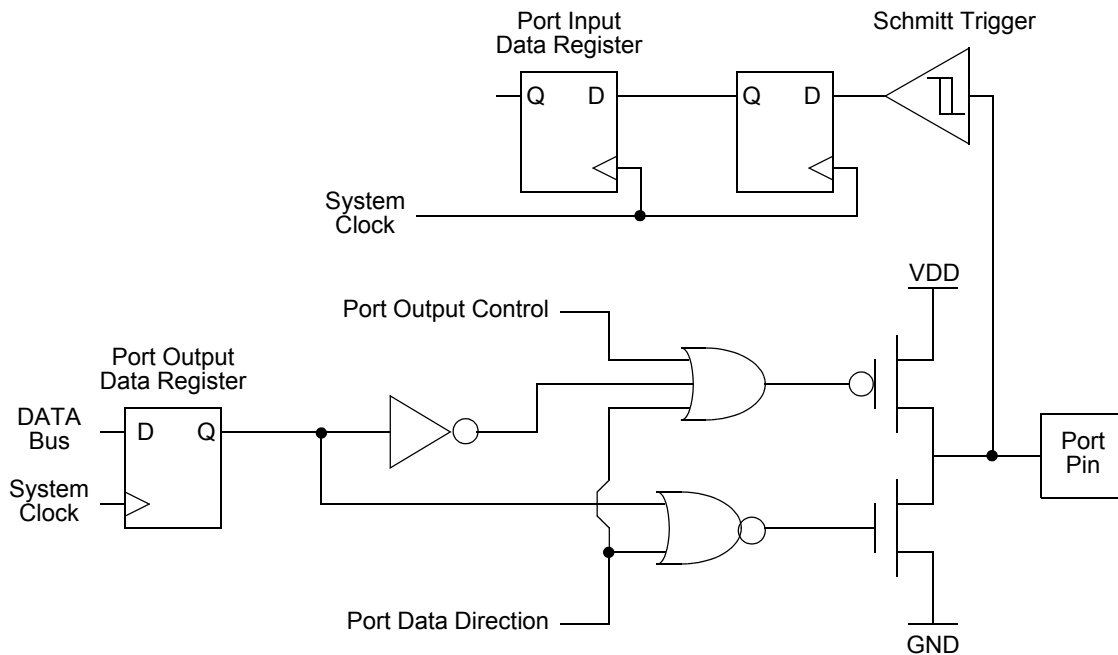 Port Input
Data Register
Schmitt Trigger
Q D
Q D
System
Clock
VDD
Port Output Control
Port Output
Data Register
DATA
Bus
D Q
System
Clock
Port
Pin
Port Data Direction
GND